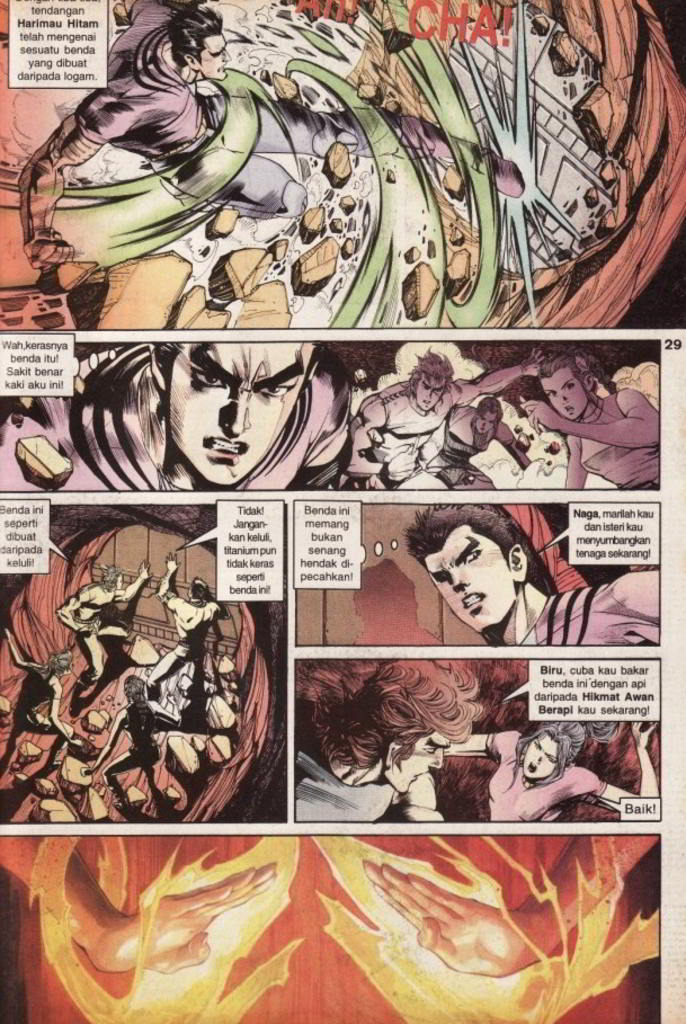 Dengan
tendangan
Harimau Hitam
telah mengenai
sesuatu benda
yang dibuat
daripada logam.
AH!
CHA!
29
Wah,kerasnya
benda itu!
Sakit benar
kaki aku ini!
Benda ini
seperti
dibuat
daripada
keluli!
Tidak!
Jangan-
kan keluli,
titanium pun
tidak keras
seperti
benda ini!
Benda ini
memang
bukan
senang
hendak di-
pecahkan!
Naga, marilah kau
dan isteri kau
menyumbangkan
tenaga sekarang!
Biru, cuba kau bakar
benda ini dengan api
daripada Hikmat Awan
Berapi kau sekarang!
Baik!